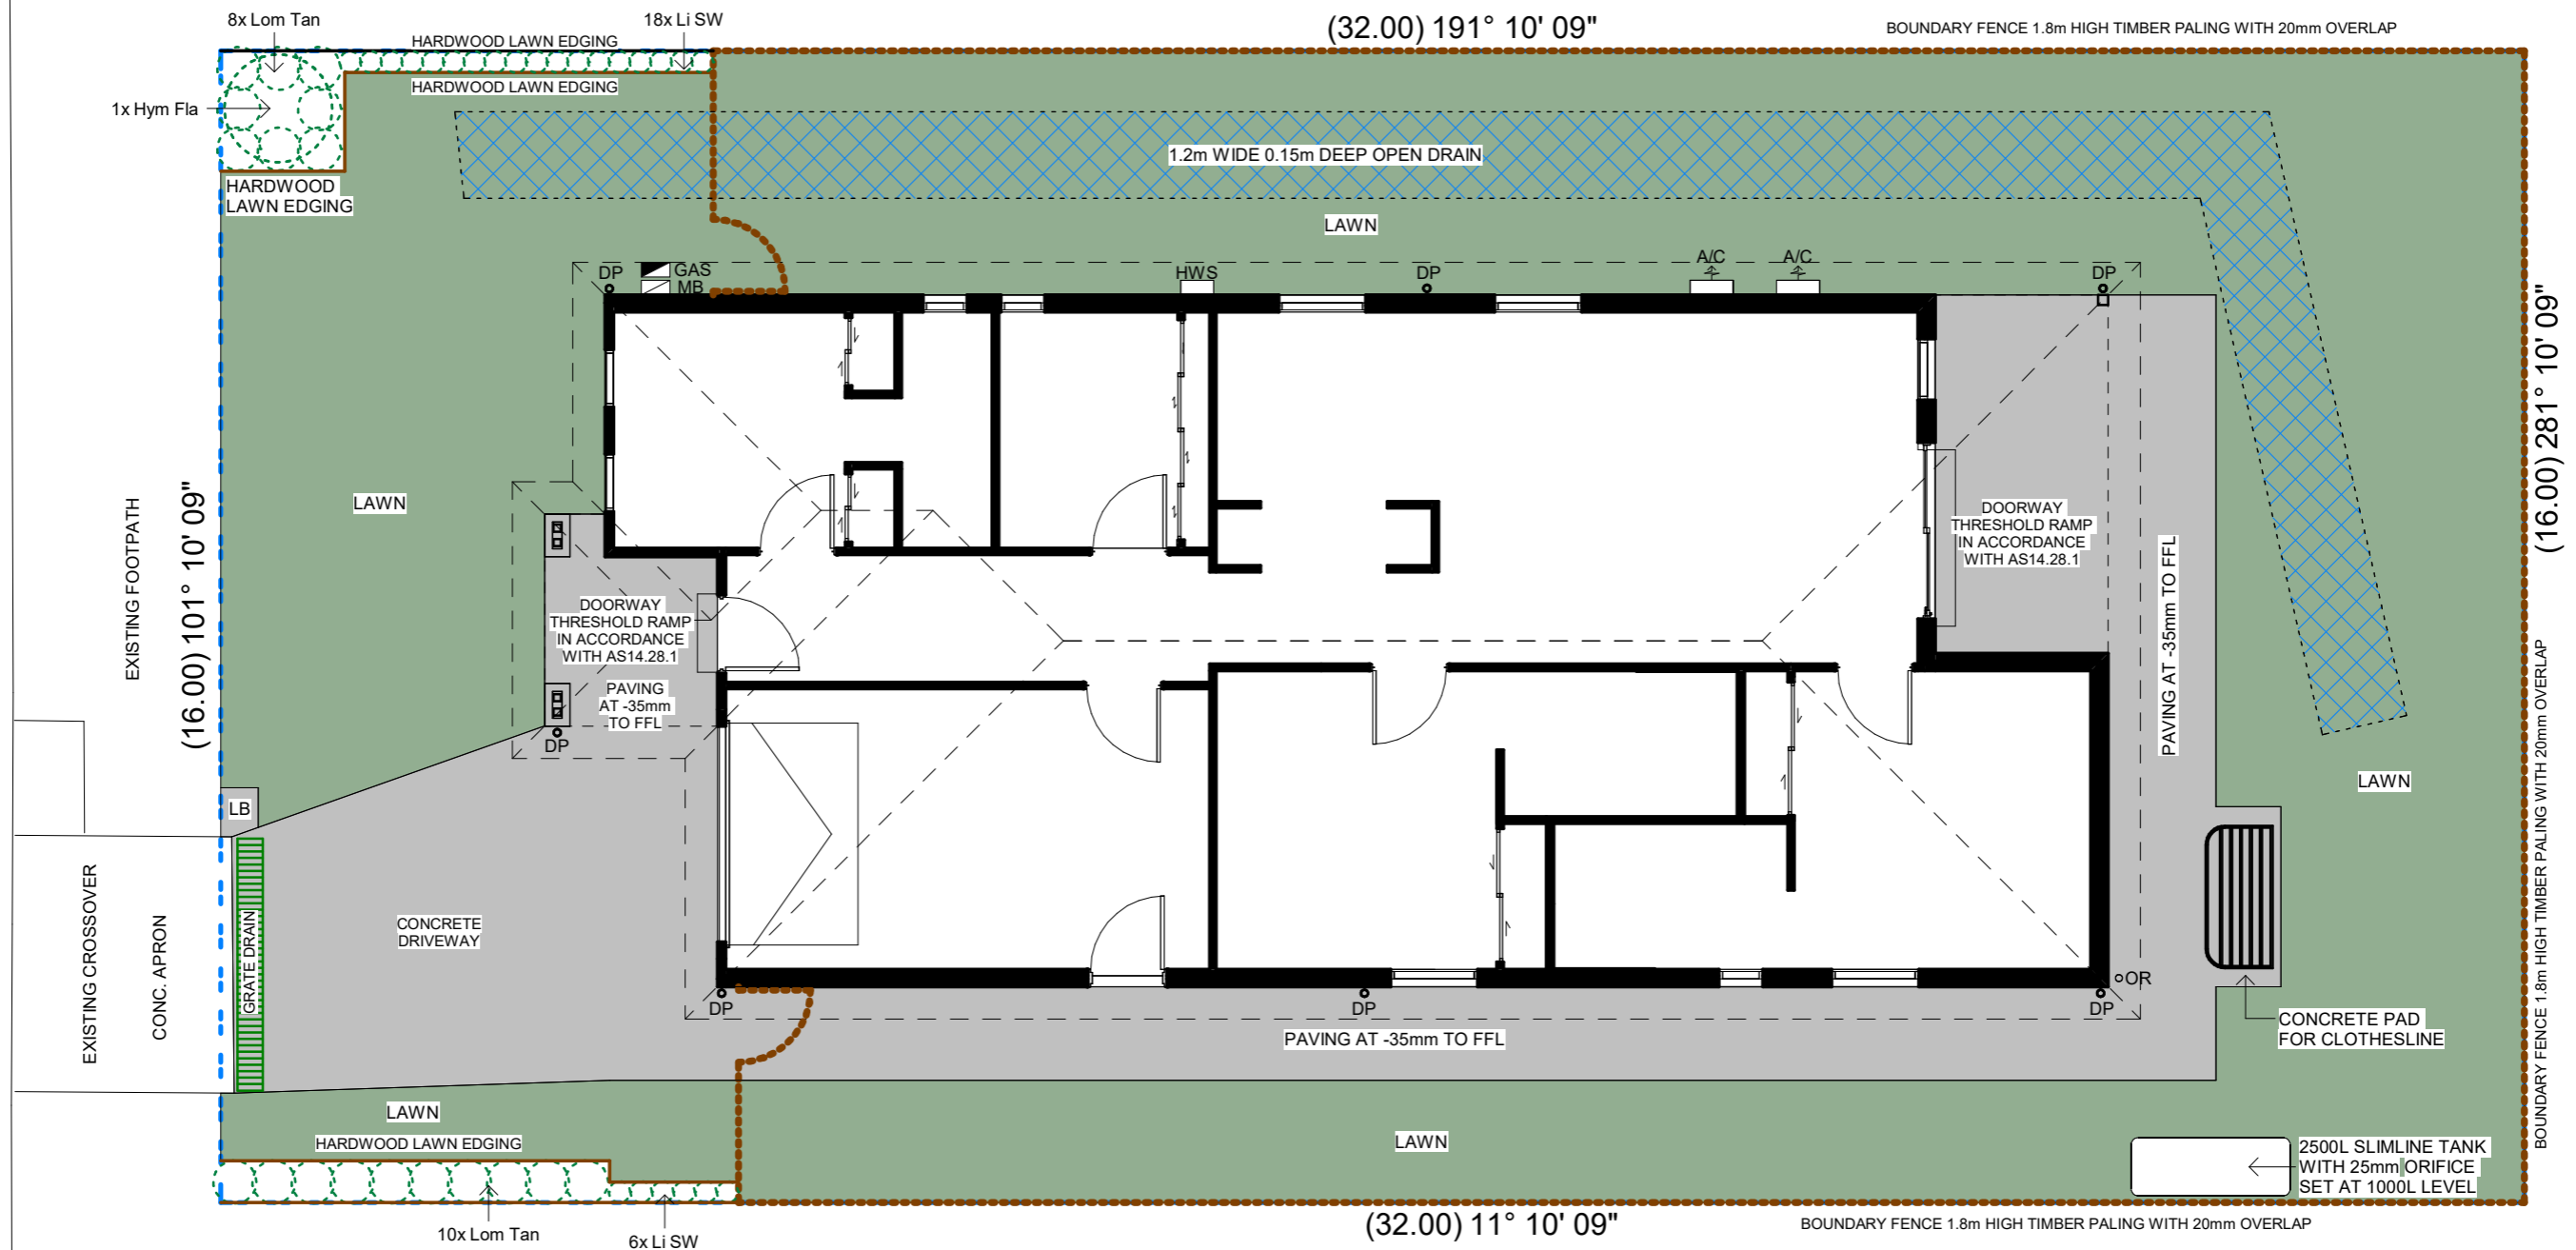 8x Lom Tan
18x Li SW
(32.00) 191° 10' 09"
BOUNDARY FENCE 1.8m HIGH TIMBER PALING WITH 20mm OVERLAP
HARDWOOD LAWN EDGING
HARDWOOD LAWN EDGING
1x Hym Fla
1.2m WIDE 0.15m DEEP OPEN DRAIN
HARDWOOD
LAWN EDGING
LAWN
DP
GAS
MB
HWS
DP
A/C
A/C
DP
(16.00) 281° 10' 09"
LAWN
EXISTING FOOTPATH
(16.00) 101° 10' 09"
DOORWAY
THRESHOLD RAMP
IN ACCORDANCE
WITH AS14.28.1
DOORWAY
THRESHOLD RAMP
IN ACCORDANCE
WITH AS14.28.1
PAVING AT -35mm TO FFL
PAVING
AT -35mm
TO FFL
DP
LAWN
LB
BOUNDARY FENCE 1.8m HIGH TIMBER PALING WITH 20mm OVERLAP
EXISTING CROSSOVER
CONC. APRON
GRATE DRAIN
CONCRETE
DRIVEWAY
OR
DP
DP
DP
PAVING AT -35mm TO FFL
CONCRETE PAD
FOR CLOTHESLINE
LAWN
HARDWOOD LAWN EDGING
LAWN
2500L SLIMLINE TANK
WITH 25mm ORIFICE
SET AT 1000L LEVEL
10x Lom Tan
6x Li SW
(32.00) 11° 10' 09"
BOUNDARY FENCE 1.8m HIGH TIMBER PALING WITH 20mm OVERLAP